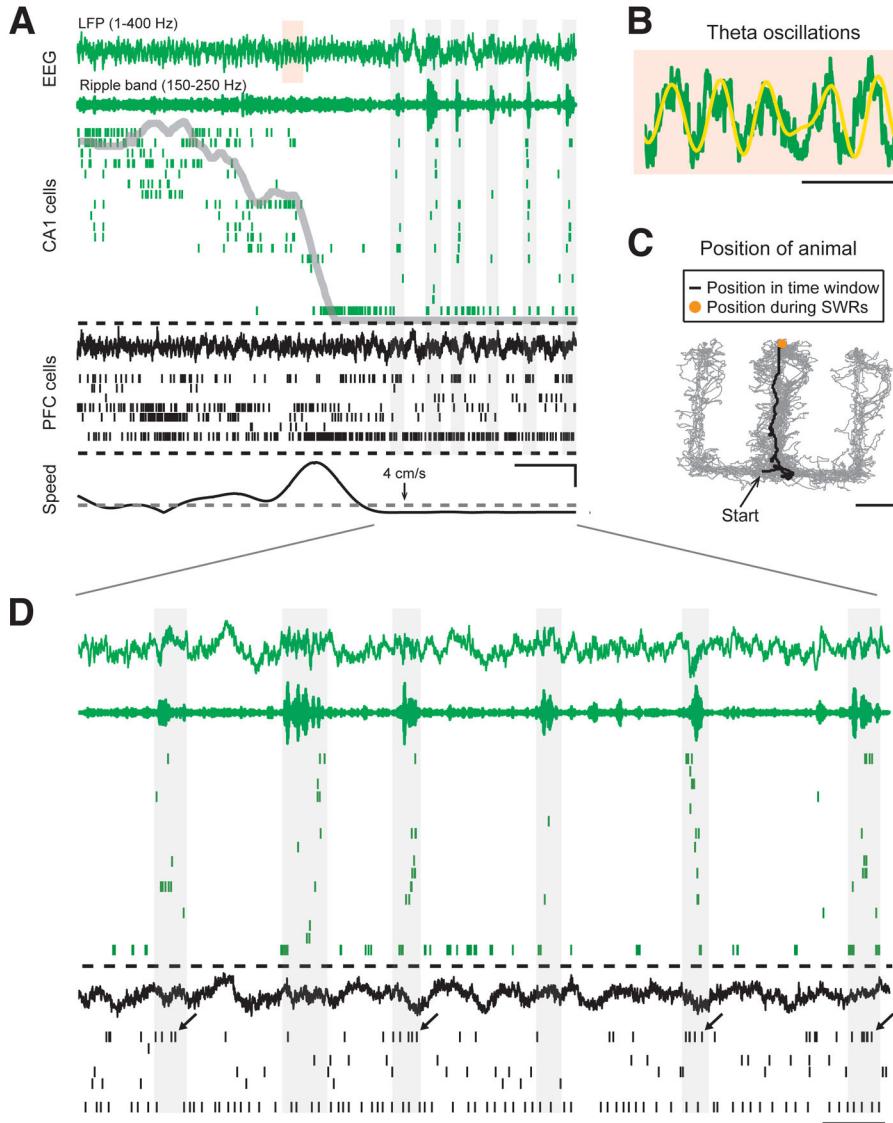 A
LFP (1-400 Hz)
EEG
Ripple band (150-250 Hz)
CA1 cells
PFC cells
Speed
4 cm/s
B
Theta oscillations
C
Position of animal
Position in time window
Position during SWRs
Start
D